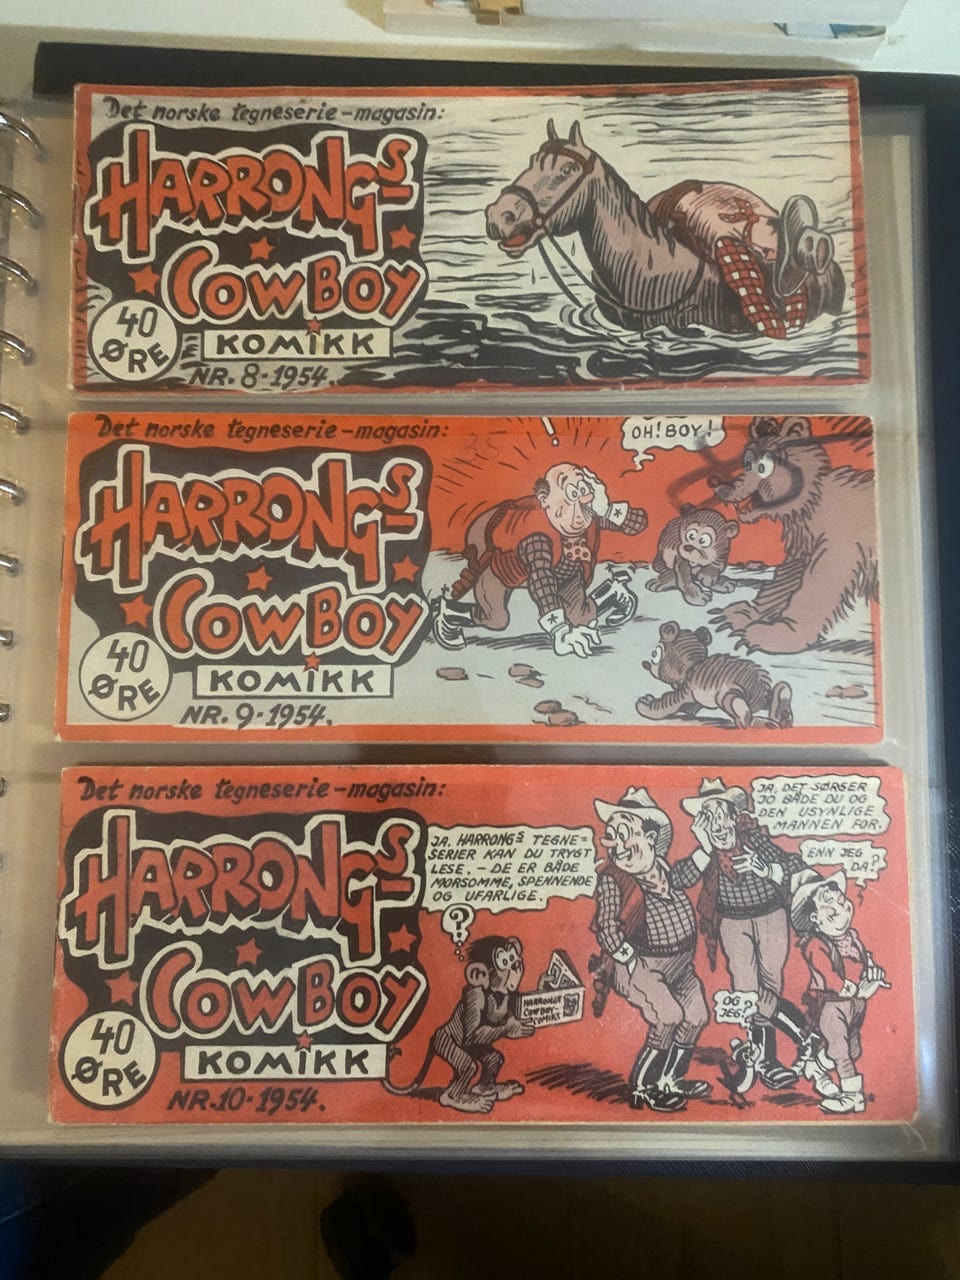 Det norske tegneserie-magasin:
HARRONGS
COWBOY
40
ØRE
KOMIKK
NR. 8-1954.
Det norske tegneserie-magasin:
HARRONGS
COWBOY
40
ØRE
KOMIKK
NR. 9-1954.
35
!
OH! BOY!
Det norske tegneserie-magasin:
HARRONGS
COWBOY
40
ØRE
KOMIKK
NR.10-1954.
JA. HARRONGS TEGNE=
SERIER KAN DU TRYGT
LESE. - DE ER BÅDE
MORSOMME, SPENNENDE
OG UFARLIGE.
?
HARRONGS
COWBOY-
KOMIKK
JA, DET SØRGER
JO BÅDE DU OG
DEN USYNLIGE
MANNEN FOR.
ENN JEG
DA?
OG
JEG?